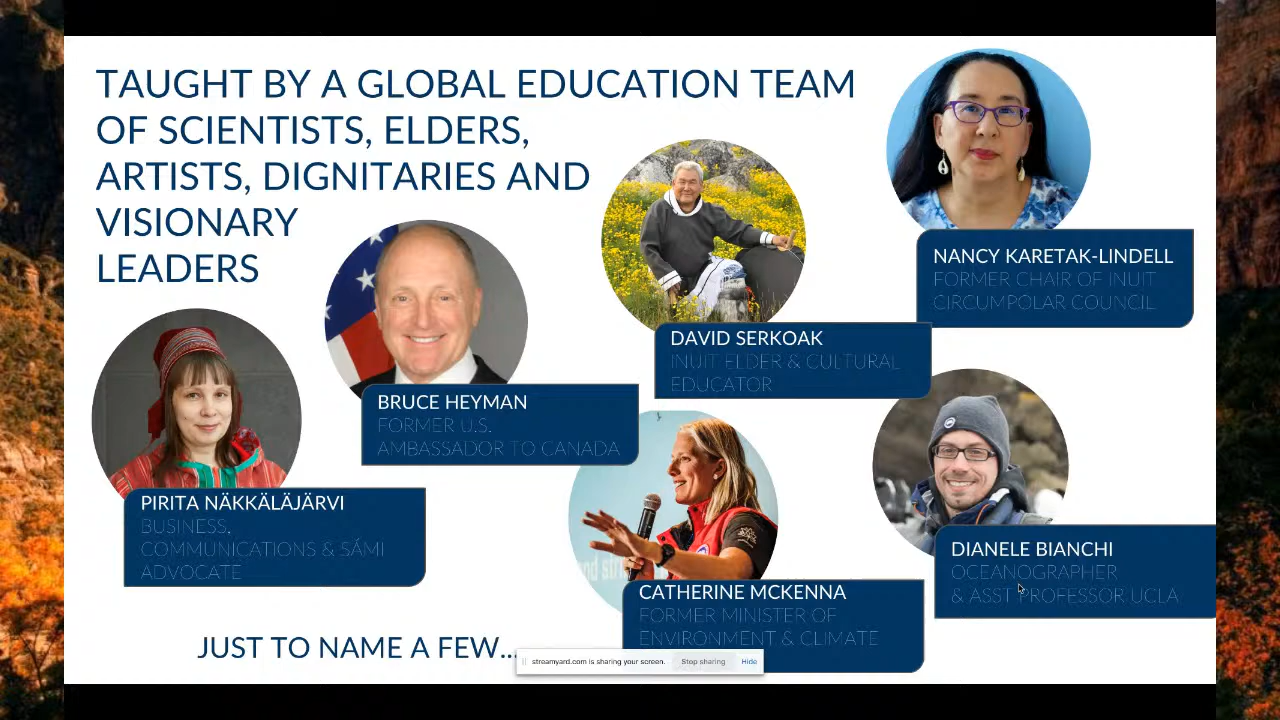 TAUGHT BY A GLOBAL EDUCATION TEAM
OF SCIENTISTS, ELDERS,
ARTISTS, DIGNITARIES AND
VISIONARY
LEADERS
NANCY KARETAK-LINDELL
FORMER CHAIR OF INUIT
CIRCUMPOLAR COUNCIL
DAVID SERKOAK
INUIT ELDER & CULTURAL
EDUCATOR
BRUCE HEYMAN
FORMER U.S.
AMBASSADOR TO CANADA
PIRITA NÄKKÄLÄJÄRVI
BUSINESS,
COMMUNICATIONS & SÁMI
ADVOCATE
DIANELE BIANCHI
OCEANOGRAPHER
& ASST PROFESSOR UCLA
CATHERINE MCKENNA
FORMER MINISTER OF
ENVIRONMENT & CLIMATE
JUST TO NAME A FEW...
streamyard.com is sharing your screen.
Stop sharing
Hide